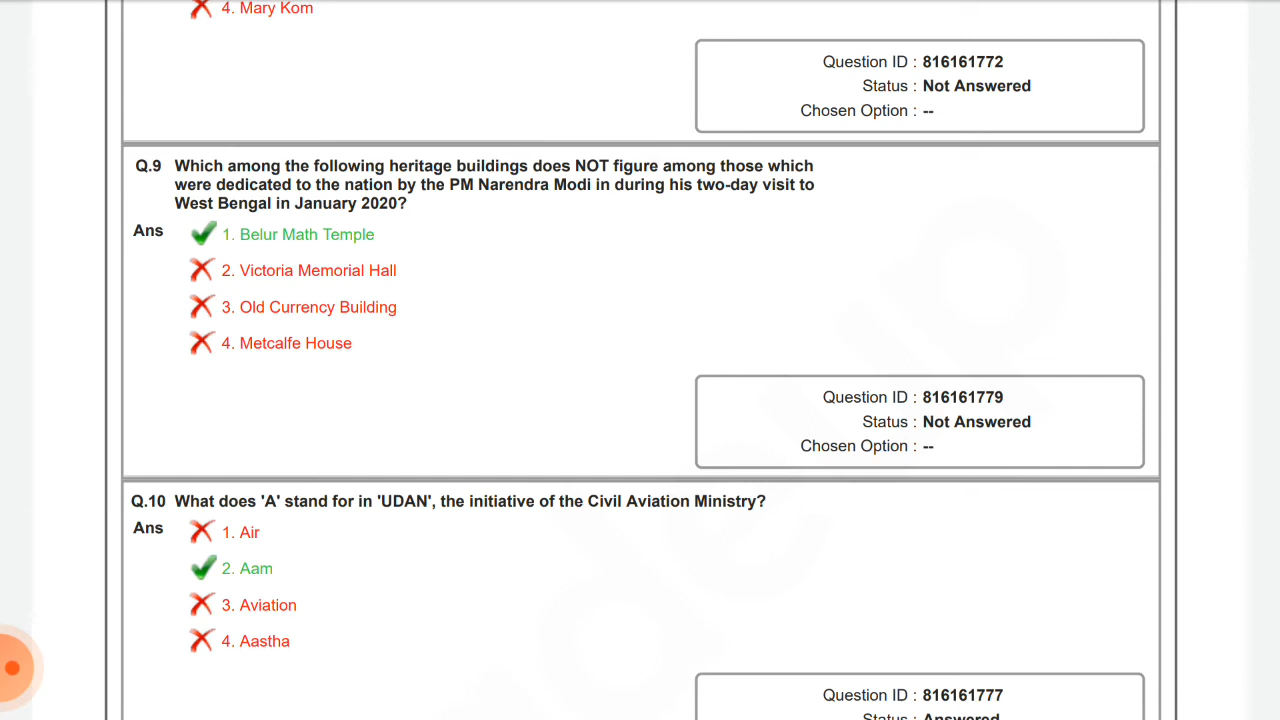 4. Mary Kom
Question ID : 816161772
Status : Not Answered
Chosen Option : --
Q.9 Which among the following heritage buildings does NOT figure among those which
were dedicated to the nation by the PM Narendra Modi in during his two-day visit to
West Bengal in January 2020?
Ans 1. Belur Math Temple
2. Victoria Memorial Hall
3. Old Currency Building
4. Metcalfe House
Question ID : 816161779
Status : Not Answered
Chosen Option : --
Q.10 What does 'A' stand for in 'UDAN', the initiative of the Civil Aviation Ministry?
Ans 1. Air
2. Aam
3. Aviation
4. Aastha
Question ID : 816161777
Status : Answered